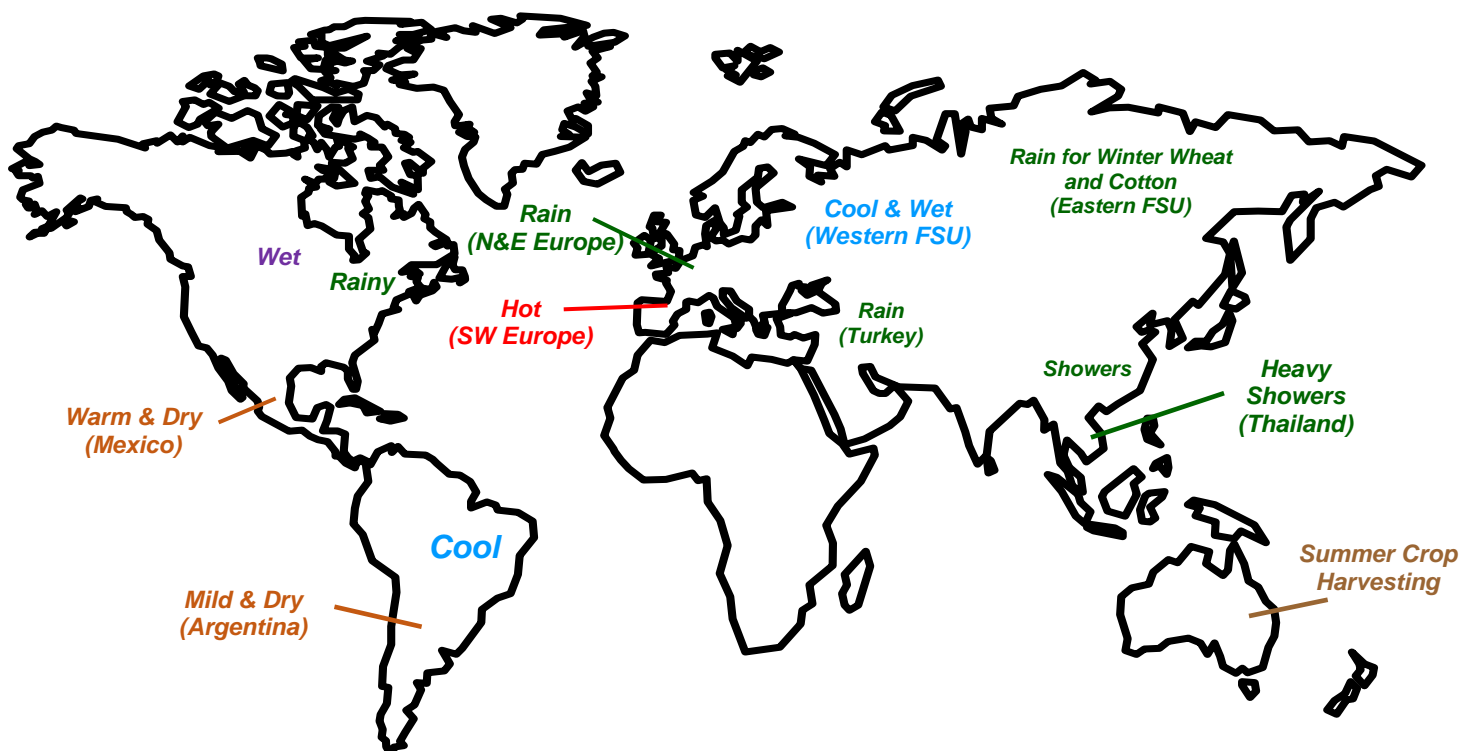 Rain for Winter Wheat
and Cotton
(Eastern FSU)
Rain
(N&E Europe)
Cool & Wet
(Western FSU)
Wet
Rainy
Hot
(SW Europe)
Rain
(Turkey)
Showers
Heavy
Showers
(Thailand)
Warm & Dry
(Mexico)
Cool
Summer Crop
Harvesting
Mild & Dry
(Argentina)